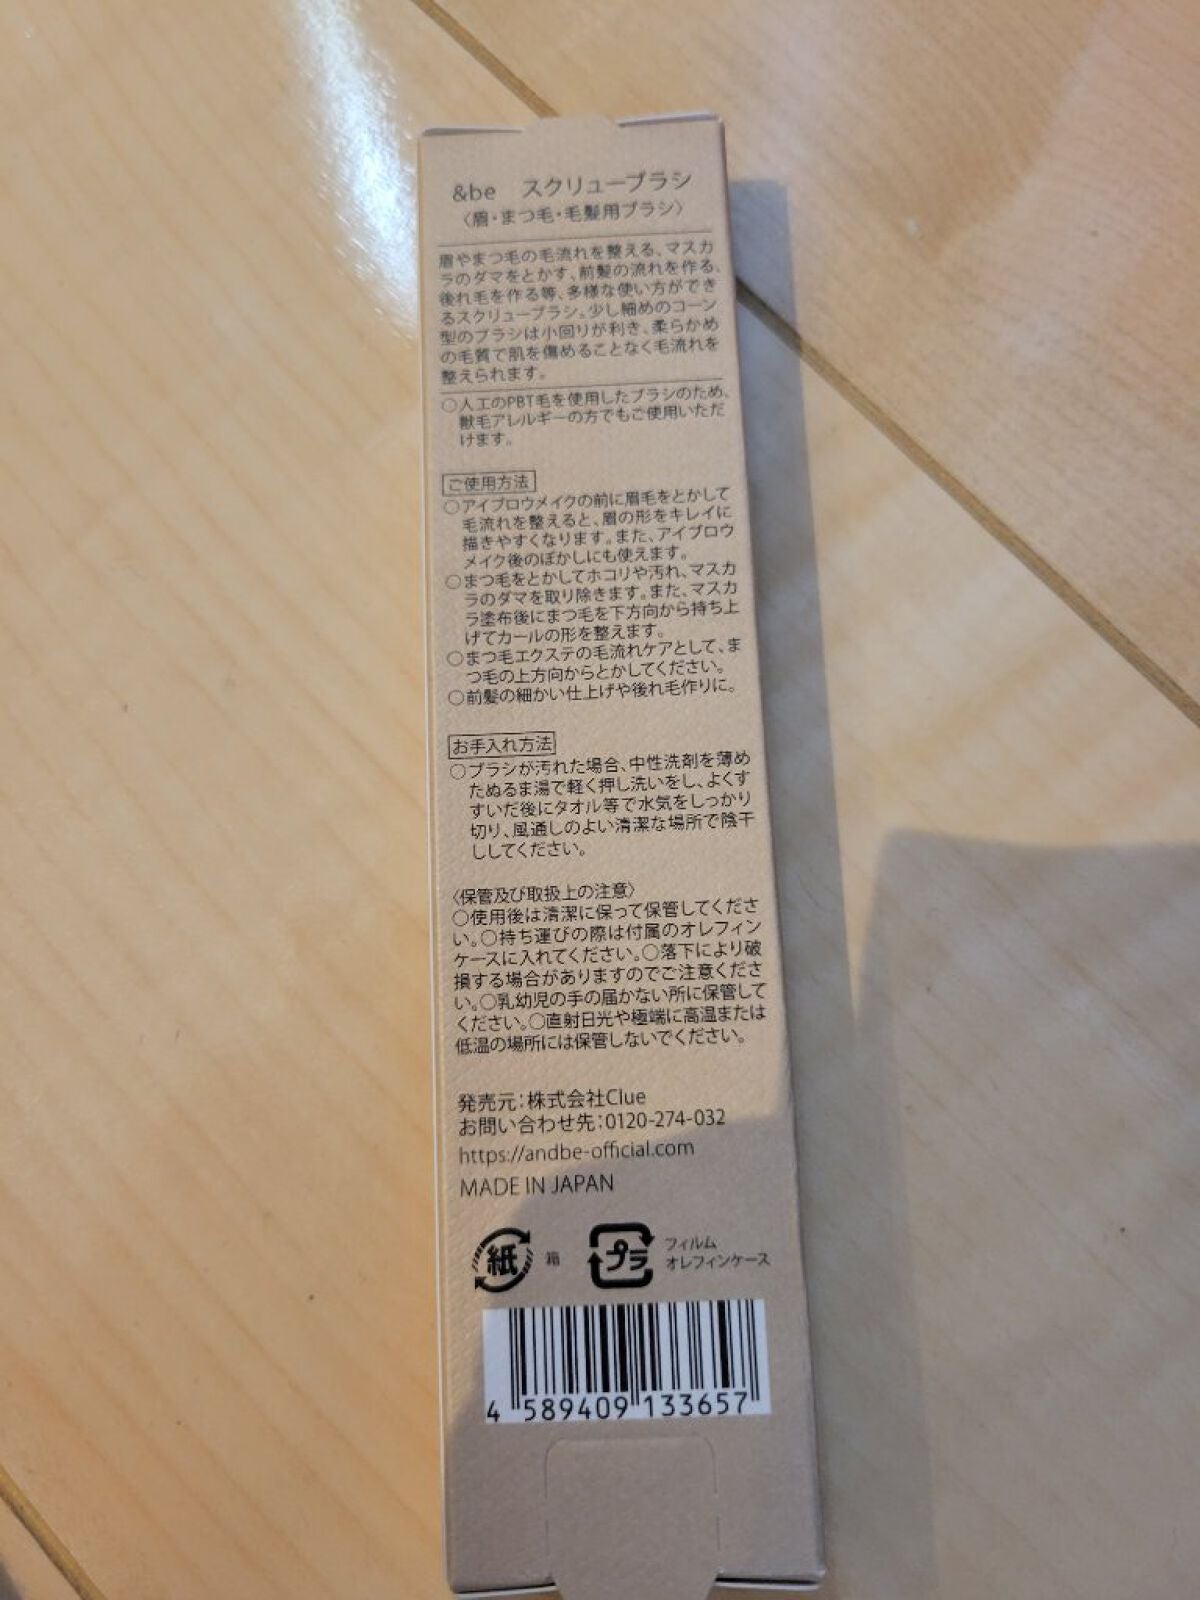 &be　スクリューブラシ
〈眉・まつ毛・毛髪用ブラシ〉
眉やまつ毛の毛流れを整える、マスカ
ラのダマをとかす、前髪の流れを作る、
後れ毛を作る等、多様な使い方ができ
るスクリューブラシ。少し細めのコーン
型のブラシは小回りが利き、柔らかめ
の毛質で肌を傷めることなく毛流れを
整えられます。
○人工のPBT毛を使用したブラシのため、
獣毛アレルギーの方でもご使用いただ
けます。
ご使用方法
○アイブロウメイクの前に眉毛をとかして
毛流れを整えると、眉の形をキレイに
描きやすくなります。また、アイブロウ
メイク後のぼかしにも使えます。
○まつ毛をとかしてホコリや汚れ、マスカ
ラのダマを取り除きます。また、マスカ
ラ塗布後にまつ毛を下方向から持ち上
げてカールの形を整えます。
○まつ毛エクステの毛流れケアとして、ま
つ毛の上方向からとかしてください。
○前髪の細かい仕上げや後れ毛作りに。
お手入れ方法
○ブラシが汚れた場合、中性洗剤を薄め
たぬるま湯で軽く押し洗いをし、よくす
すいだ後にタオル等で水気をしっかり
切り、風通しのよい清潔な場所で陰干
ししてください。
〈保管及び取扱上の注意〉
○使用後は清潔に保って保管してくださ
い。○持ち運びの際は付属のオレフィン
ケースに入れてください。○落下により破
損する場合がありますのでご注意くださ
い。○乳幼児の手の届かない所に保管して
ください。○直射日光や極端に高温または
低温の場所には保管しないでください。
発売元：株式会社Clue
お問い合わせ先：0120-274-032
https://andbe-official.com
MADE IN JAPAN
紙 箱 プラ フィルム
オレフィンケース
4 589409 133657